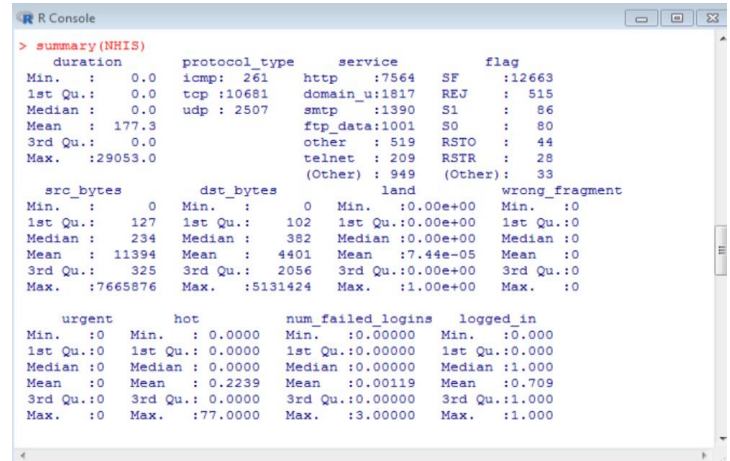 R Console
> summary(NHIS)
duration protocol_type service flag
Min. : 0.0 icmp: 261 http :7564 SF :12663
1st Qu.: 0.0 tcp :10681 domain_u:1817 REJ : 515
Median : 0.0 udp : 2507 smtp :1390 S1 : 86
Mean : 177.3 ftp_data:1001 S0 : 80
3rd Qu.: 0.0 other : 519 RSTO : 44
Max. :29053.0 telnet : 209 RSTR : 28
(Other) : 949 (Other): 33
src_bytes dst_bytes land wrong_fragment
Min. : 0 Min. : 0 Min. :0.00e+00 Min. :0
1st Qu.: 127 1st Qu.: 102 1st Qu.:0.00e+00 1st Qu.:0
Median : 234 Median : 382 Median :0.00e+00 Median :0
Mean : 11394 Mean : 4401 Mean :7.44e-05 Mean :0
3rd Qu.: 325 3rd Qu.: 2056 3rd Qu.:0.00e+00 3rd Qu.:0
Max. :7665876 Max. :5131424 Max. :1.00e+00 Max. :0
urgent hot num_failed_logins logged_in
Min. :0 Min. : 0.0000 Min. :0.00000 Min. :0.000
1st Qu.:0 1st Qu.: 0.0000 1st Qu.:0.00000 1st Qu.:0.000
Median :0 Median : 0.0000 Median :0.00000 Median :1.000
Mean :0 Mean : 0.2239 Mean :0.00119 Mean :0.709
3rd Qu.:0 3rd Qu.: 0.0000 3rd Qu.:0.00000 3rd Qu.:1.000
Max. :0 Max. :77.0000 Max. :3.00000 Max. :1.000